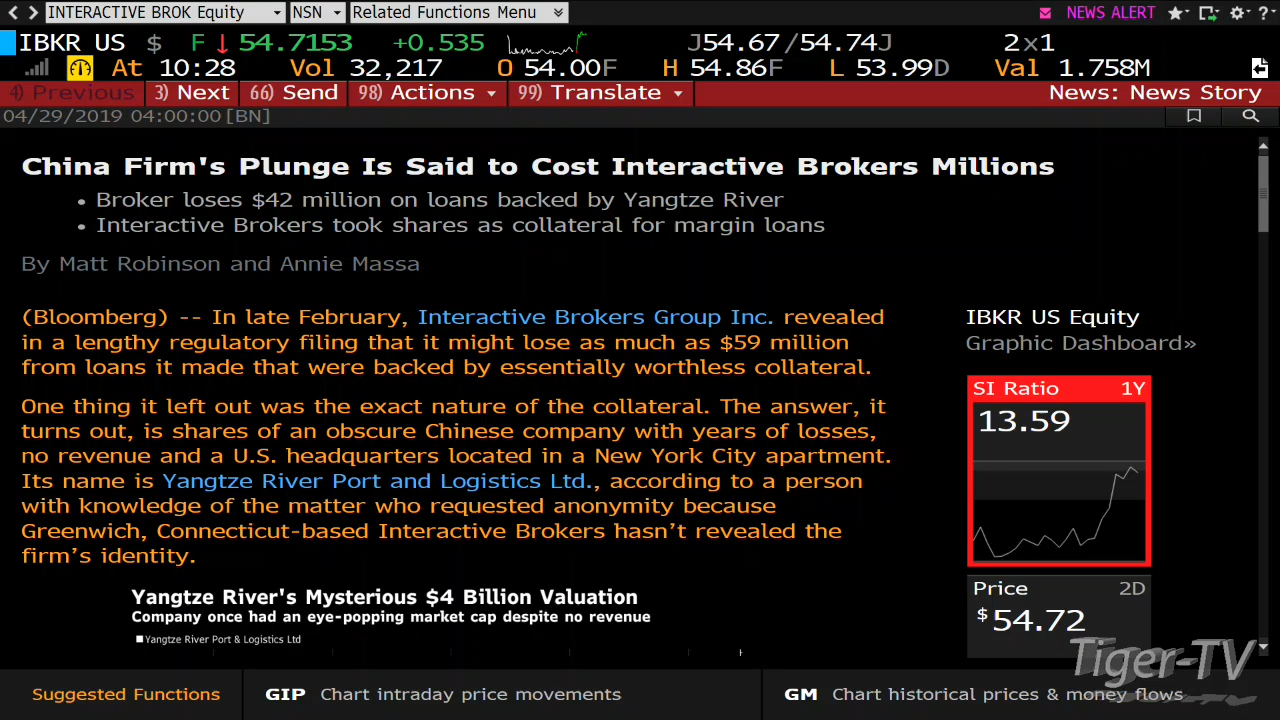 INTERACTIVE BROK Equity NSN Related Functions Menu NEWS ALERT ?
IBKR US $ F ↓ 54.7153 +0.535 J54.67 /54.74J 2x1
At 10:28 Vol 32,217 O 54.00F H 54.86F L 53.99D Val 1.758M
4) Previous 3) Next 66) Send 98) Actions 99) Translate News: News Story
04/29/2019 04:00:00 [BN]
China Firm's Plunge Is Said to Cost Interactive Brokers Millions
• Broker loses $42 million on loans backed by Yangtze River
• Interactive Brokers took shares as collateral for margin loans
By Matt Robinson and Annie Massa
(Bloomberg) -- In late February, Interactive Brokers Group Inc. revealed
in a lengthy regulatory filing that it might lose as much as $59 million
from loans it made that were backed by essentially worthless collateral.
One thing it left out was the exact nature of the collateral. The answer, it
turns out, is shares of an obscure Chinese company with years of losses,
no revenue and a U.S. headquarters located in a New York City apartment.
Its name is Yangtze River Port and Logistics Ltd., according to a person
with knowledge of the matter who requested anonymity because
Greenwich, Connecticut-based Interactive Brokers hasn't revealed the
firm's identity.
Yangtze River's Mysterious $4 Billion Valuation
Company once had an eye-popping market cap despite no revenue
Yangtze River Port & Logistics Ltd
IBKR US Equity
Graphic Dashboard»
SI Ratio 1Y
13.59
Price 2D
$54.72
Tiger-TV
Suggested Functions GIP Chart intraday price movements GM Chart historical prices & money flows